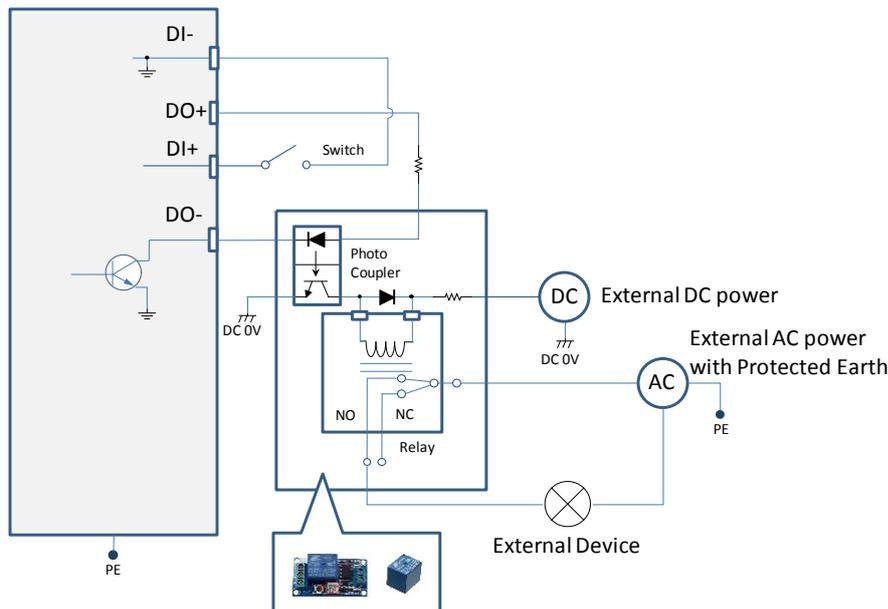 DI-
DO+
DI+
Switch
DO-
Photo
Coupler
DC
External DC power
DC 0V
DC 0V
External AC power
with Protected Earth
AC
NO
NC
PE
Relay
External Device
PE